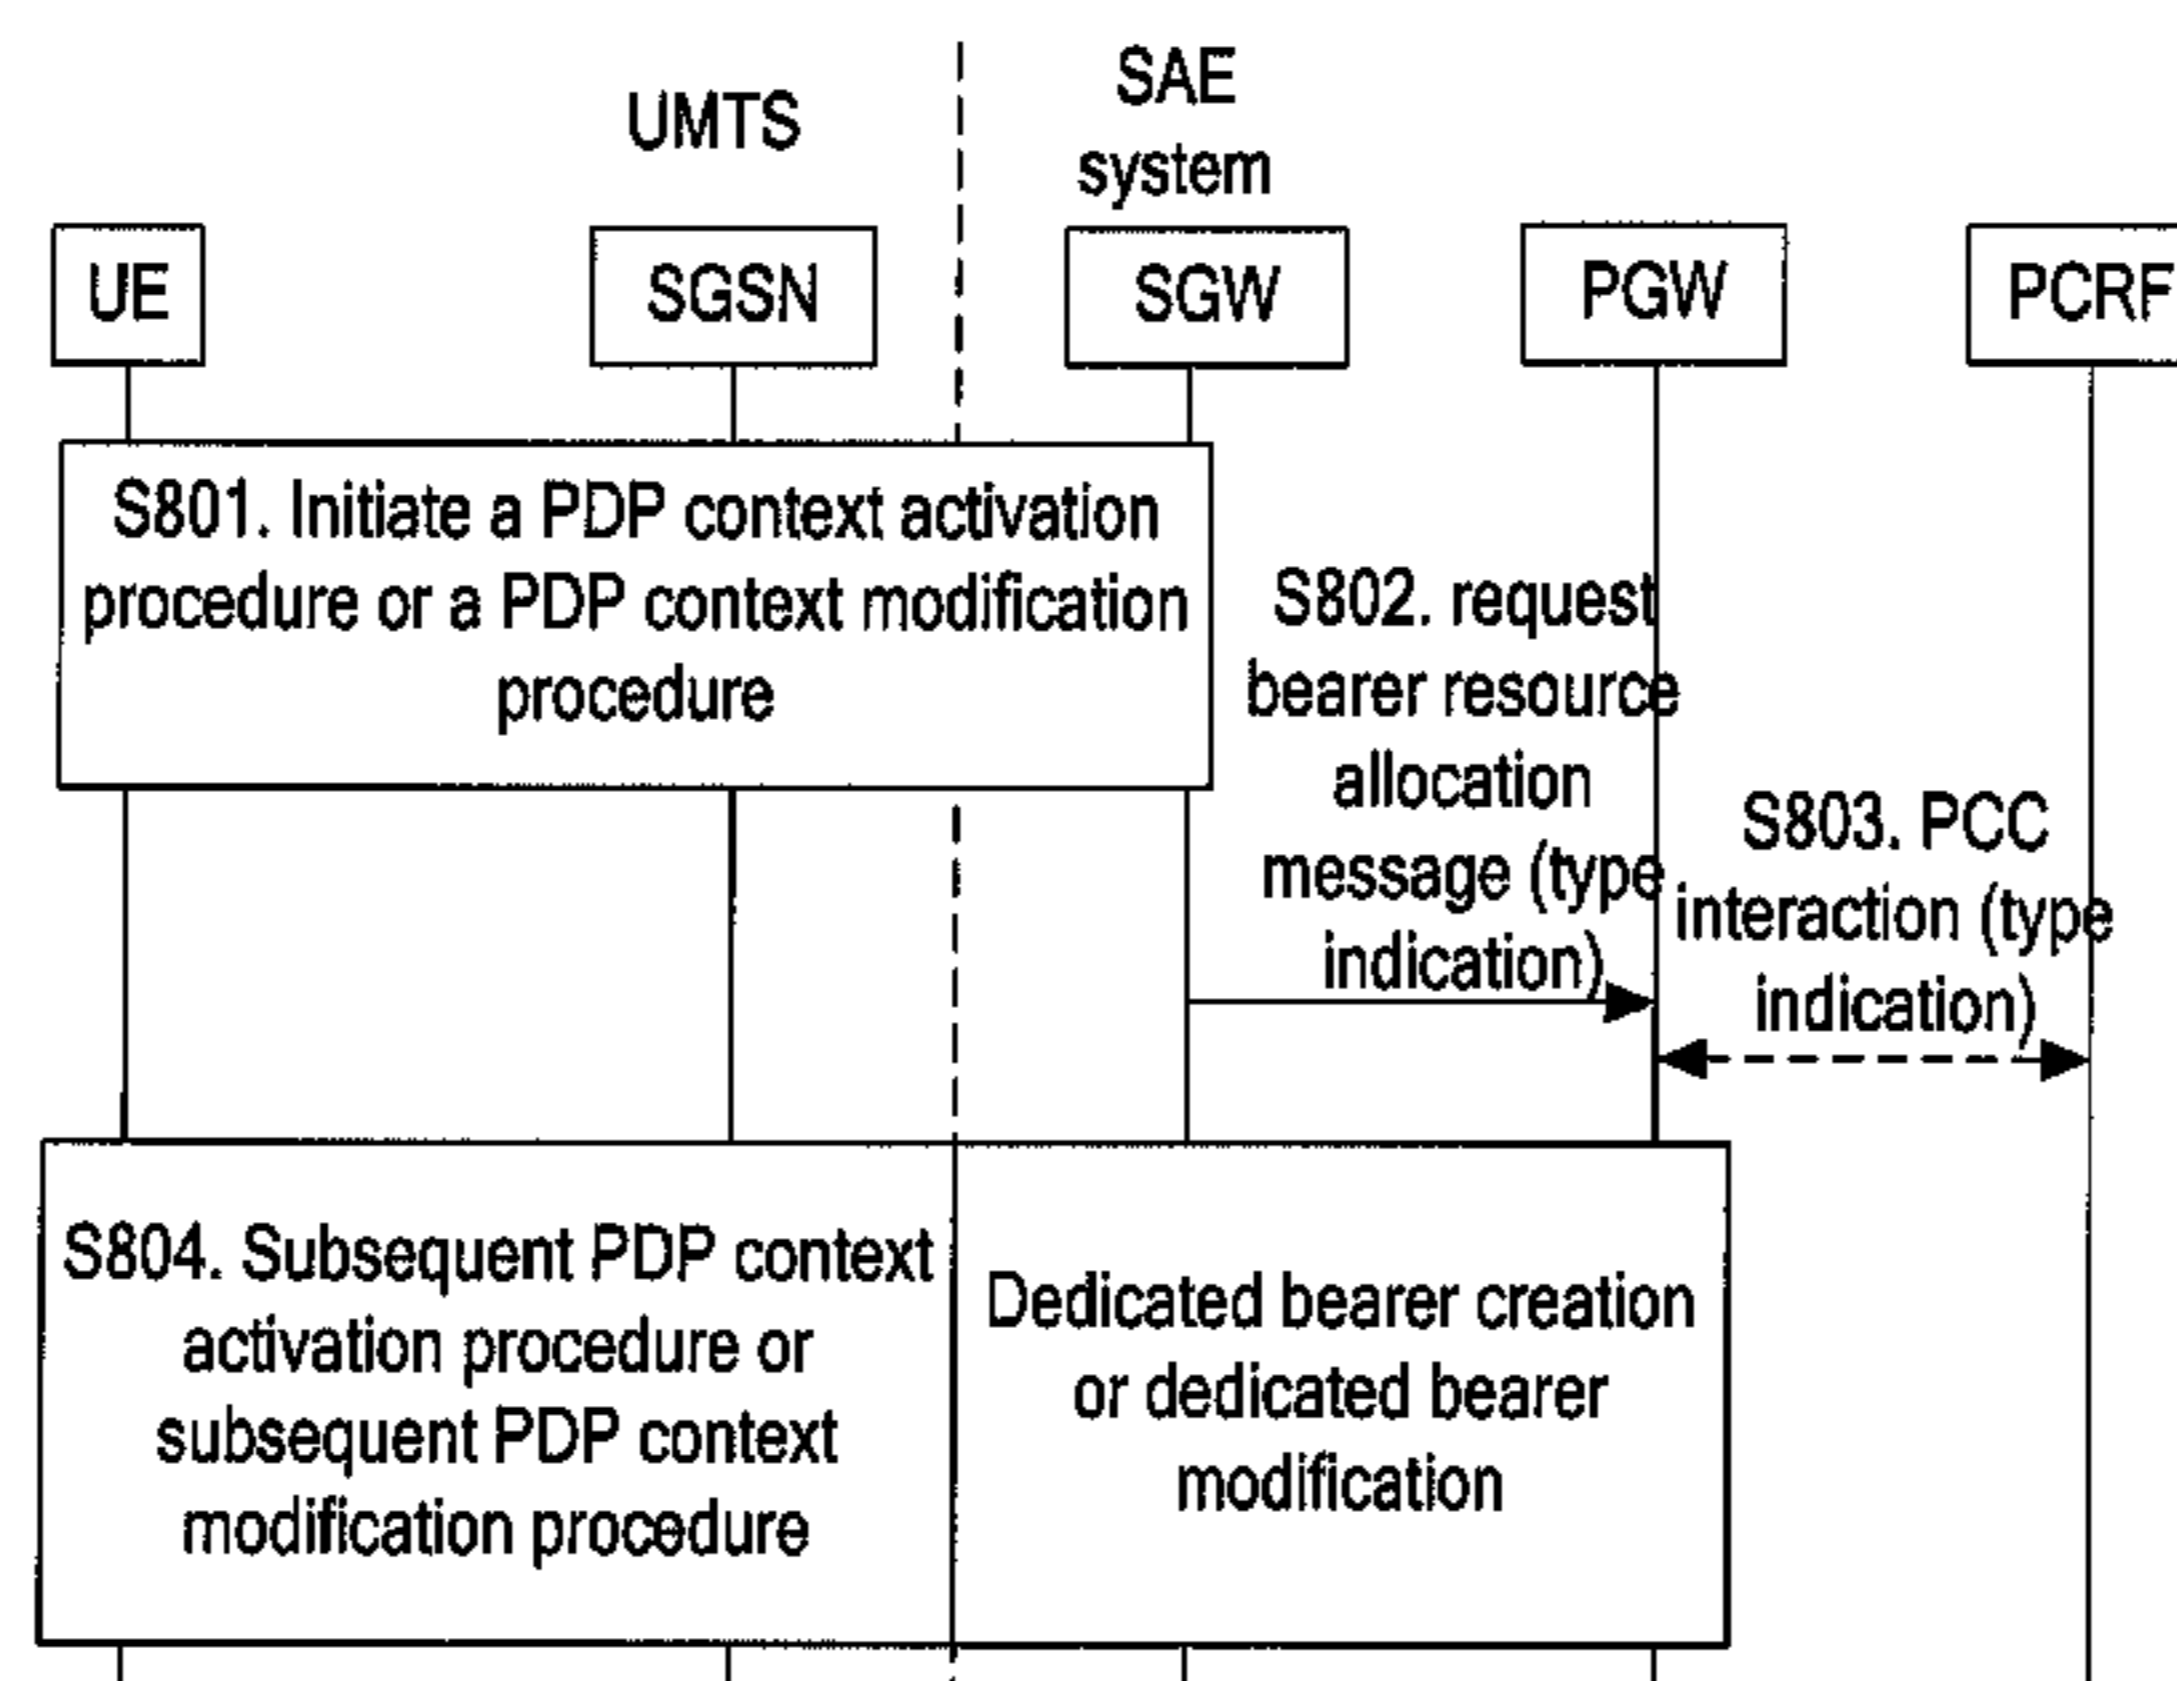 UMTS
SAE
system
UE
SGSN
SGW
PGW
PCRF
S801. Initiate a PDP context activation
procedure or a PDP context modification
procedure
S802. request
bearer resource
allocation
message (type
indication)
S803. PCC
interaction (type
indication)
S804. Subsequent PDP context
activation procedure or
subsequent PDP context
modification procedure
Dedicated bearer creation
or dedicated bearer
modification